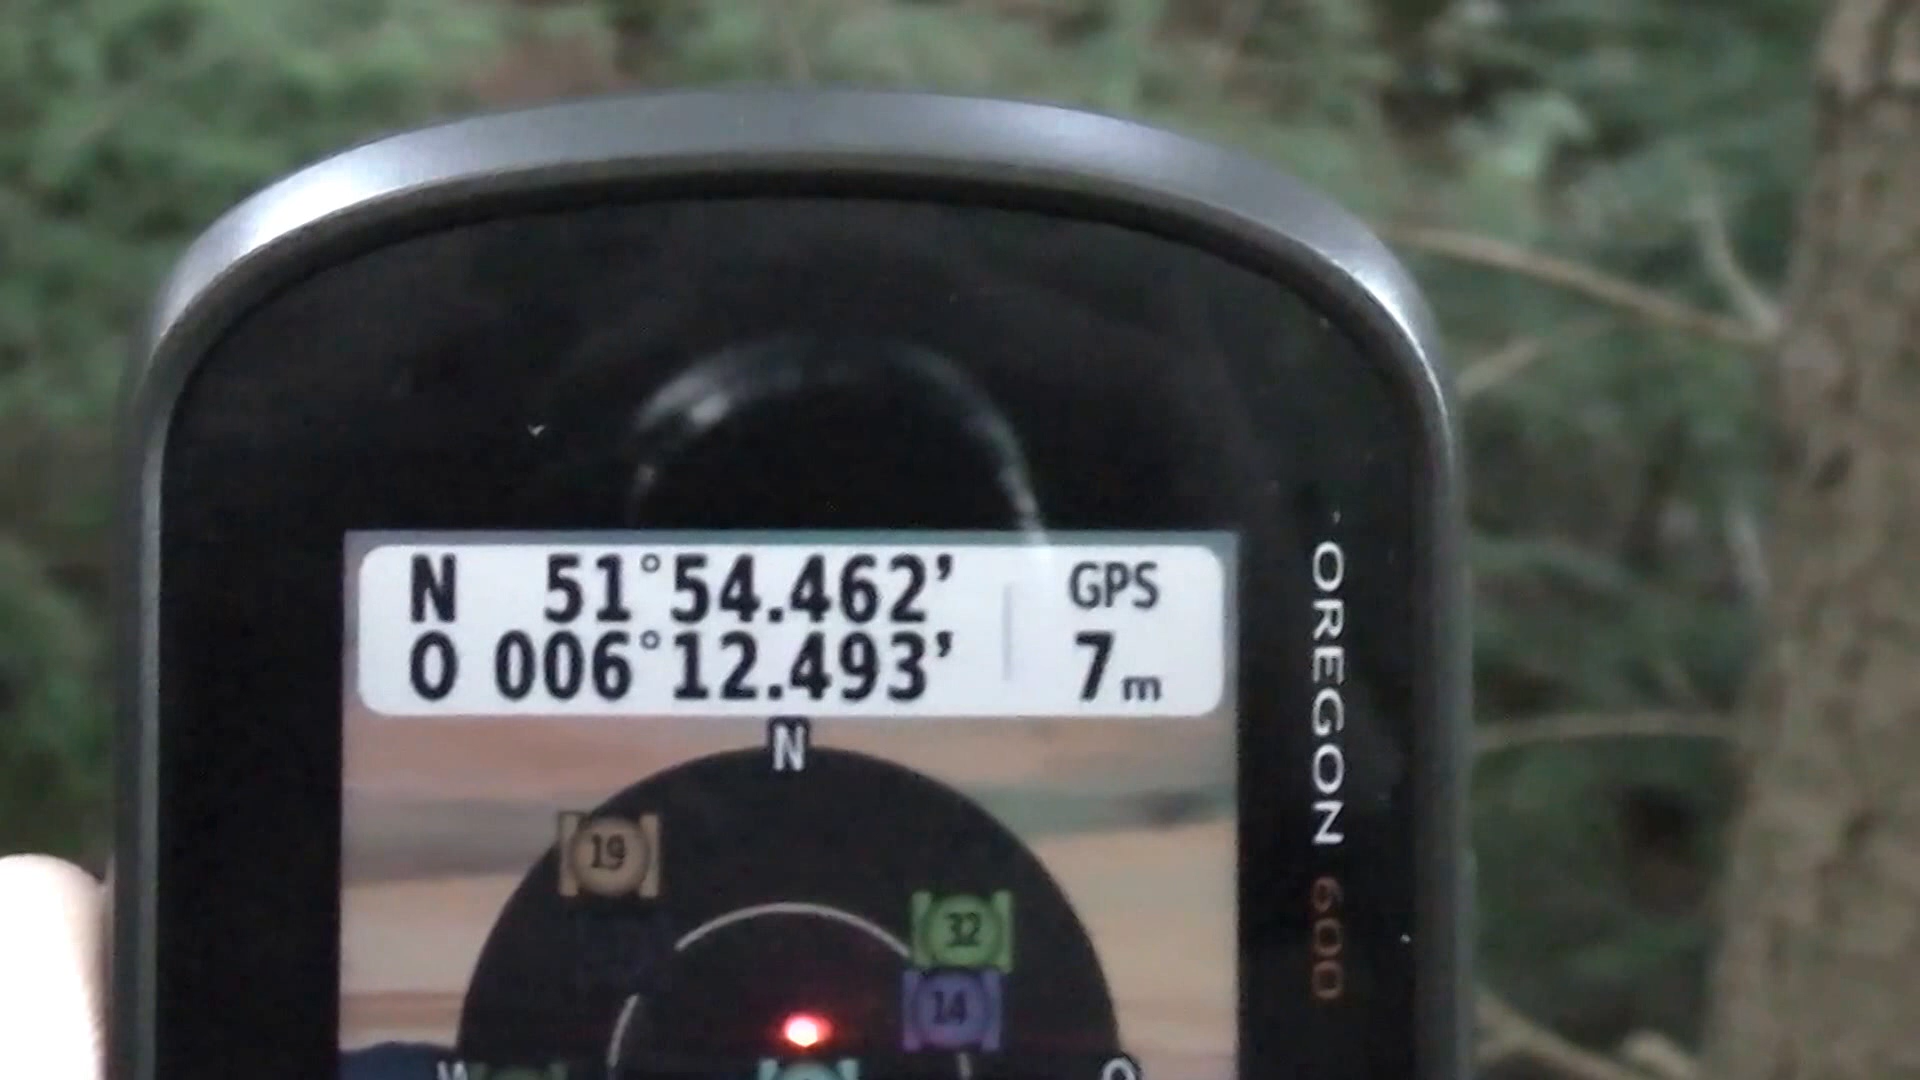 N 51°54.462’
O 006°12.493’
GPS
7m
N
19
32
14
W
O
OREGON 600